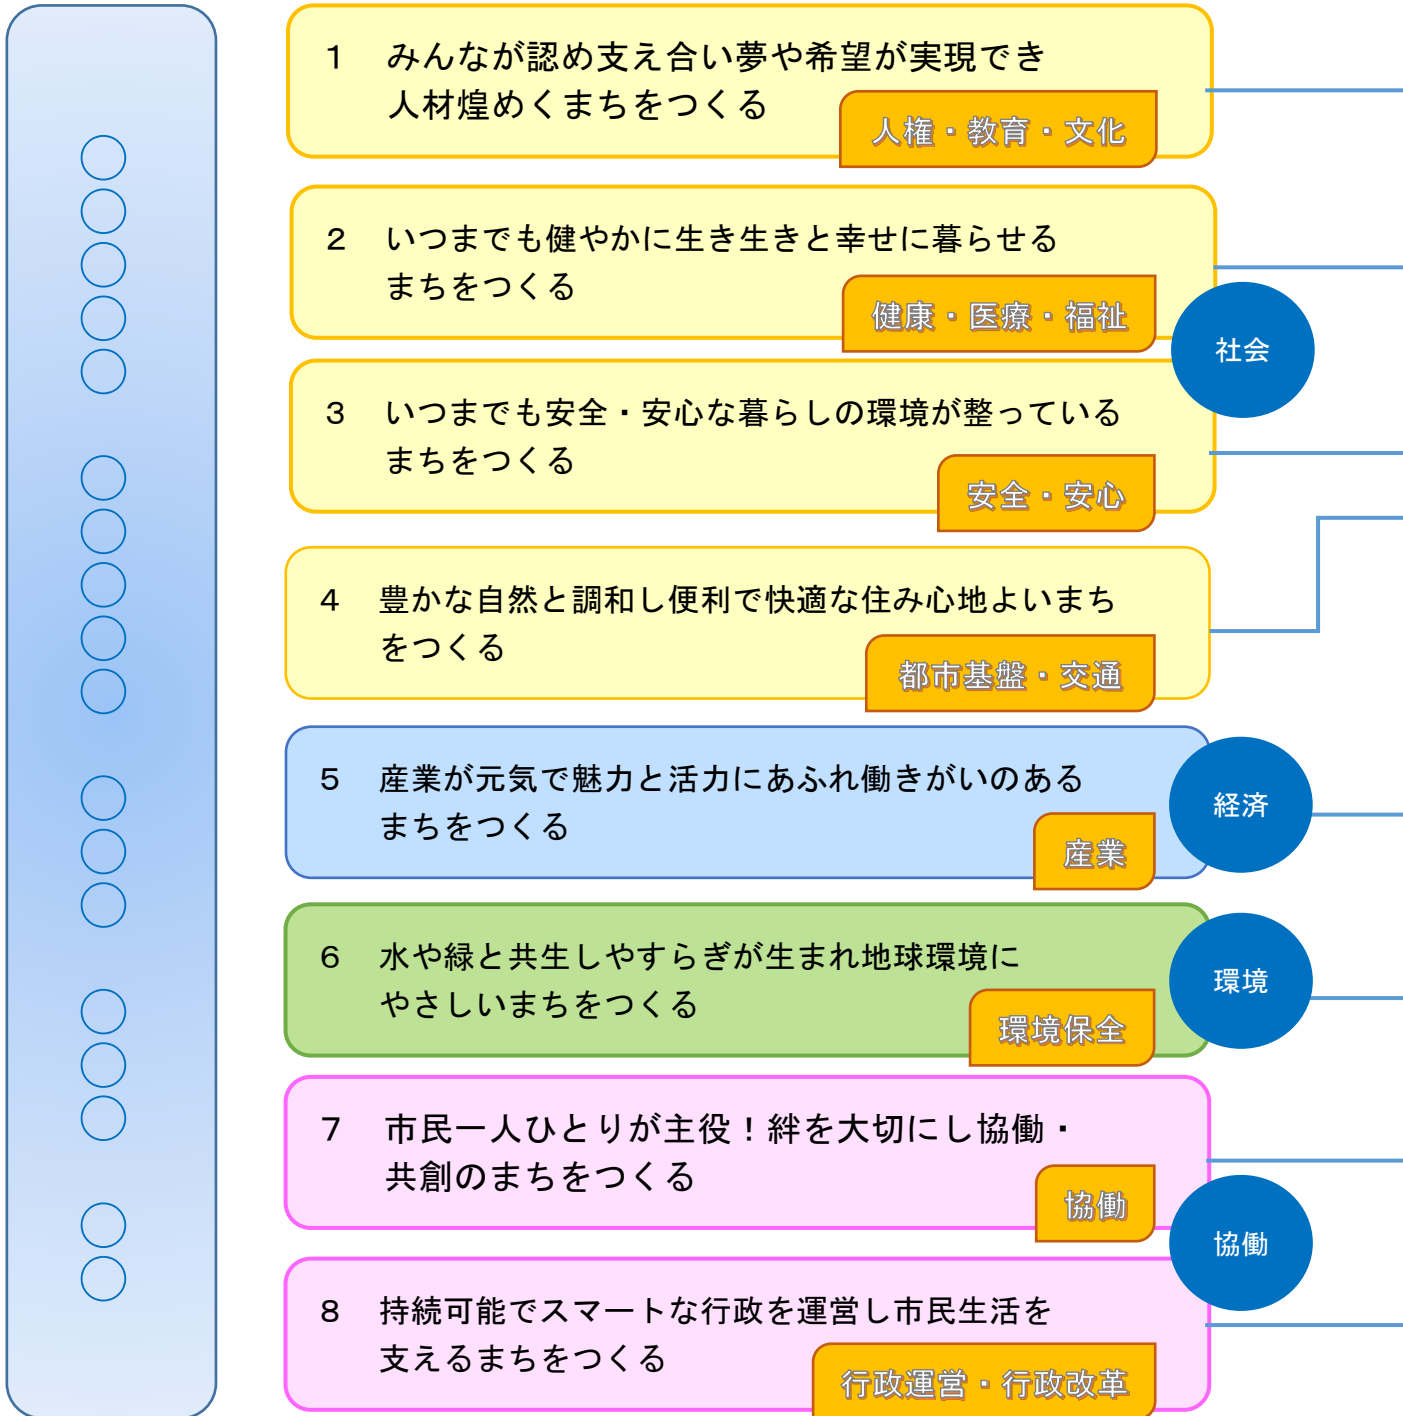 １　みんなが認め支え合い夢や希望が実現でき
人材煌めくまちをつくる
人権・教育・文化
２　いつまでも健やかに生き生きと幸せに暮らせる
まちをつくる
健康・医療・福祉
社会
３　いつまでも安全・安心な暮らしの環境が整っている
まちをつくる
安全・安心
４　豊かな自然と調和し便利で快適な住み心地よいまち
をつくる
都市基盤・交通
５　産業が元気で魅力と活力にあふれ働きがいのある
まちをつくる
産業
経済
６　水や緑と共生しやすらぎが生まれ地球環境に
やさしいまちをつくる
環境保全
環境
７　市民一人ひとりが主役！絆を大切にし協働・
共創のまちをつくる
協働
協働
８　持続可能でスマートな行政を運営し市民生活を
支えるまちをつくる
行政運営・行政改革